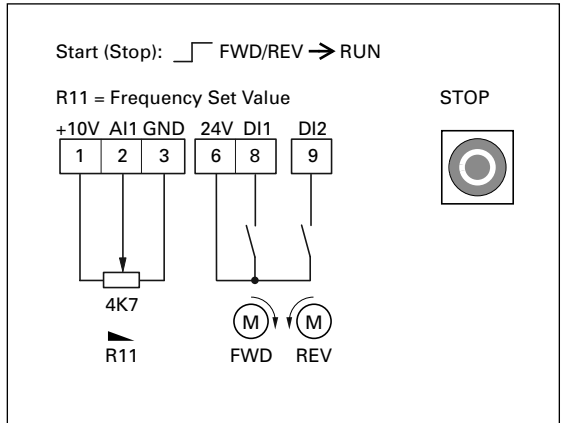 Start (Stop): FWD/REV → RUN
R11 = Frequency Set Value
STOP
+10V AI1 GND 24V DI1 DI2
1 2 3 6 8 9
4K7
M M
R11 FWD REV